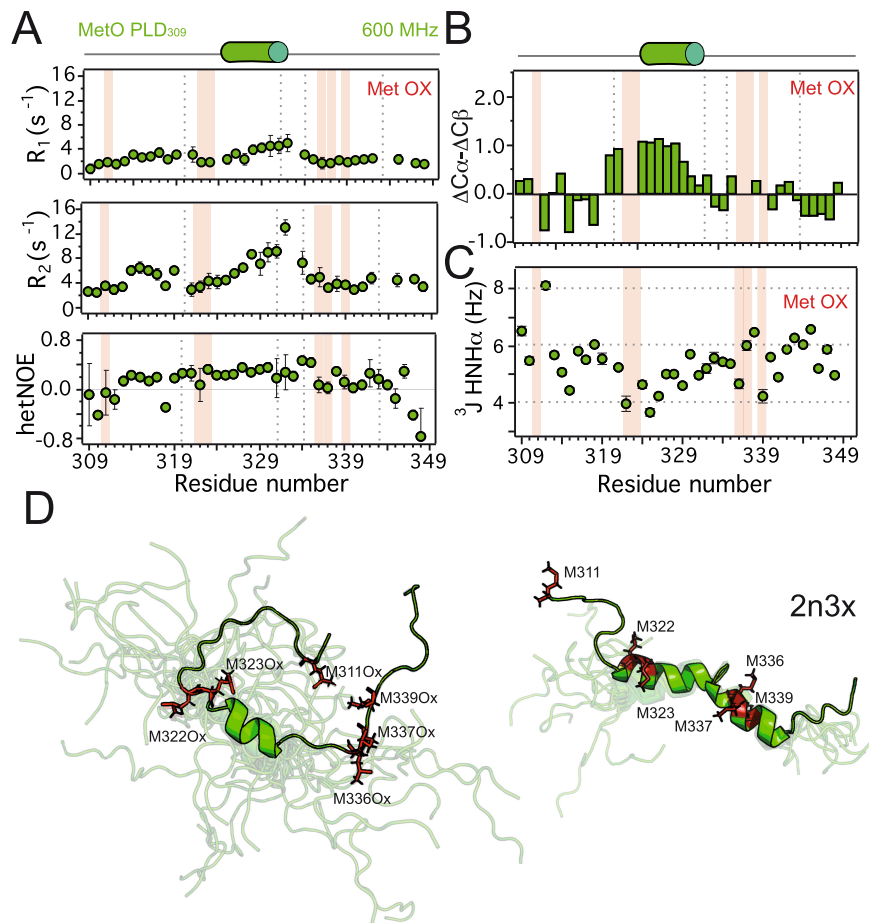 A
MetO PLD309
600 MHz
16
12
8
4
0
R1(s-1)
Met OX
16
12
8
4
0
R2(s-1)
0.8
0.0
-0.8
hetNOE
309 319 329 339 349
Residue number
B
2.0
1.0
0.0
-1.0
ΔCα-ΔCβ
Met OX
C
8
6
4
3J HNHα (Hz)
Met OX
309 319 329 339 349
Residue number
D
M323Ox
M311Ox
M339Ox
M322Ox
M337Ox
M336Ox
M311
2n3x
M322
M336
M339
M323
M337